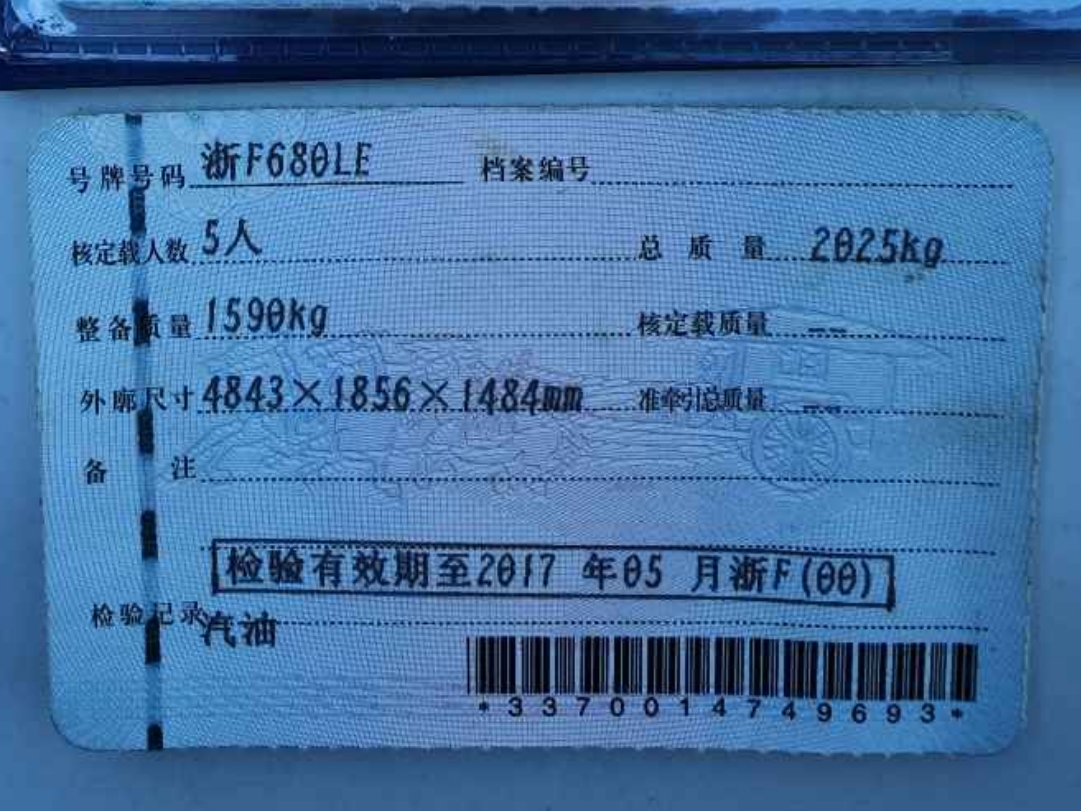 号牌号码 浙F680LE 档案编号
核定载人数 5人 总质量 2025kg
整备质量 1590kg 核定载质量 --
外廓尺寸 4843×1856×1484mm 准牵引总质量 --
备注
检验有效期至2017 年05 月浙F(00)
检验记录 汽油
*3370014749693*